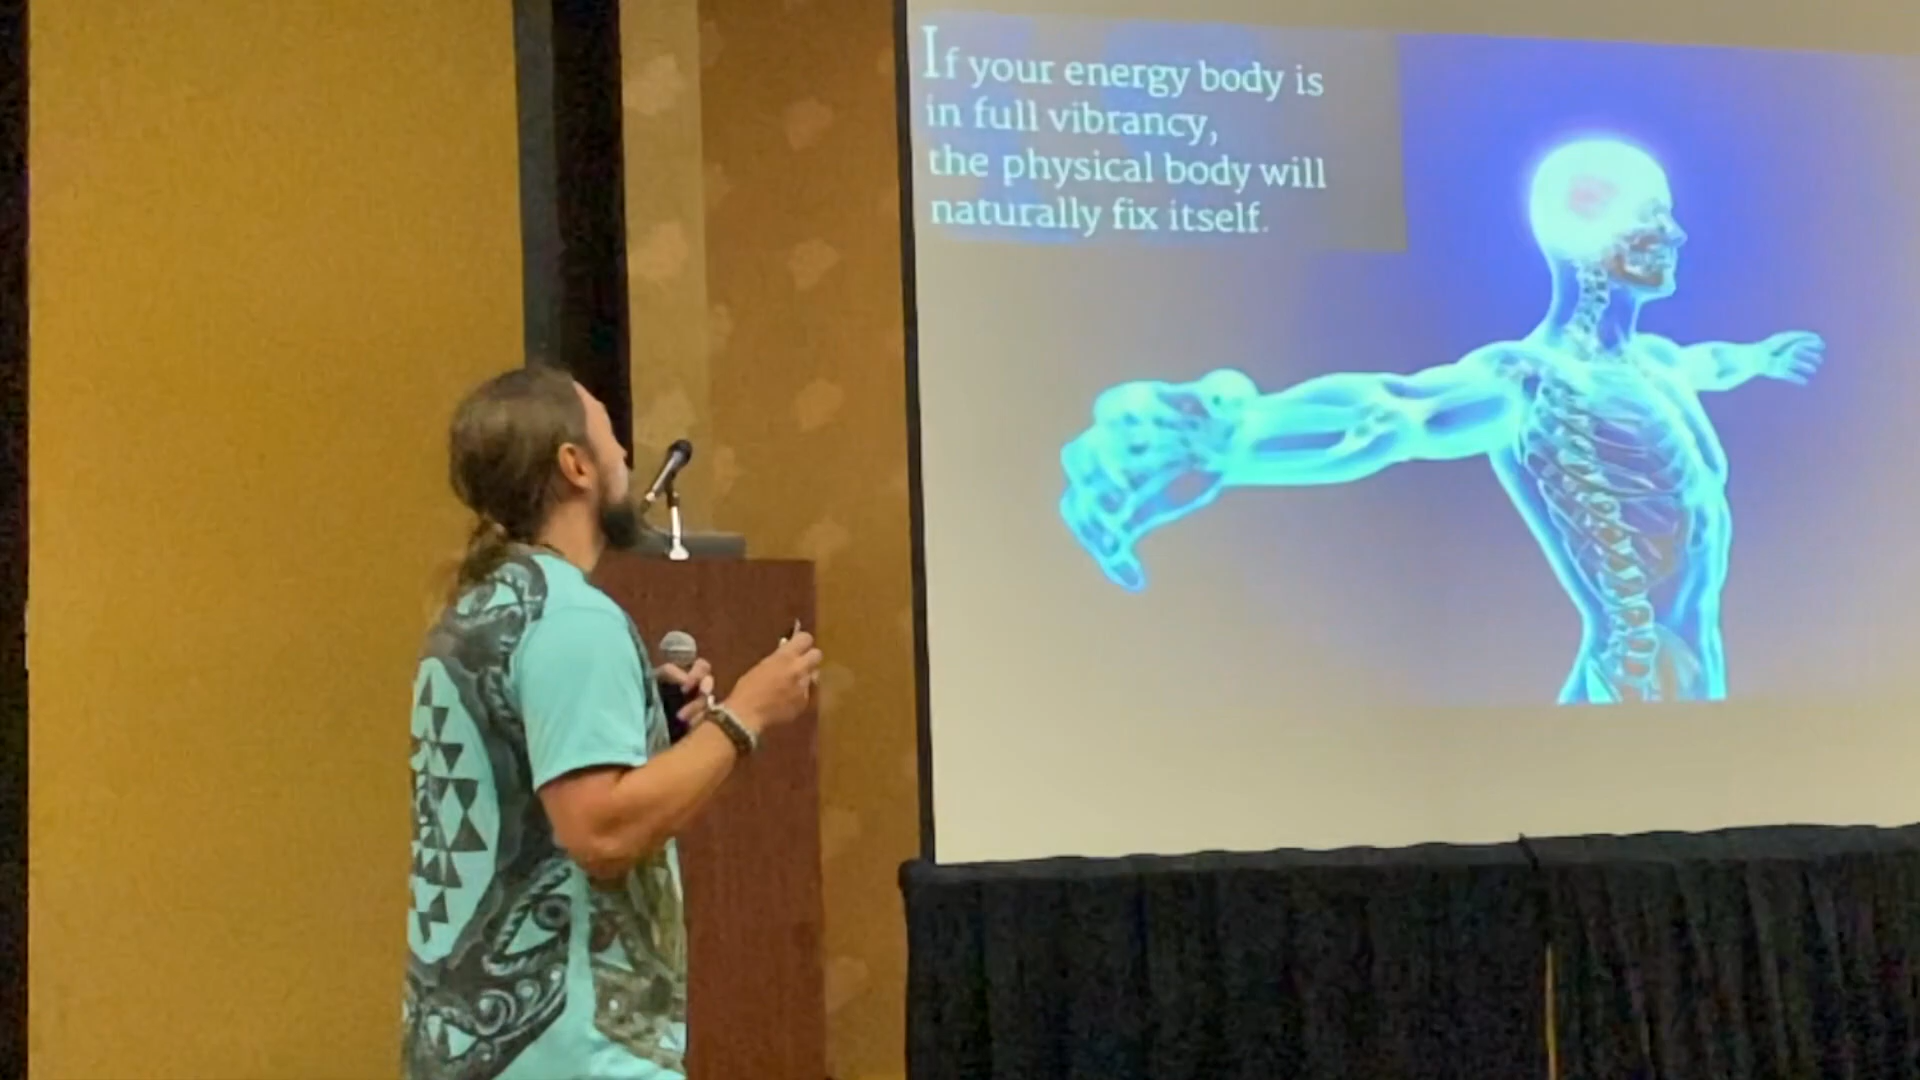 If your energy body is
in full vibrancy,
the physical body will
naturally fix itself.